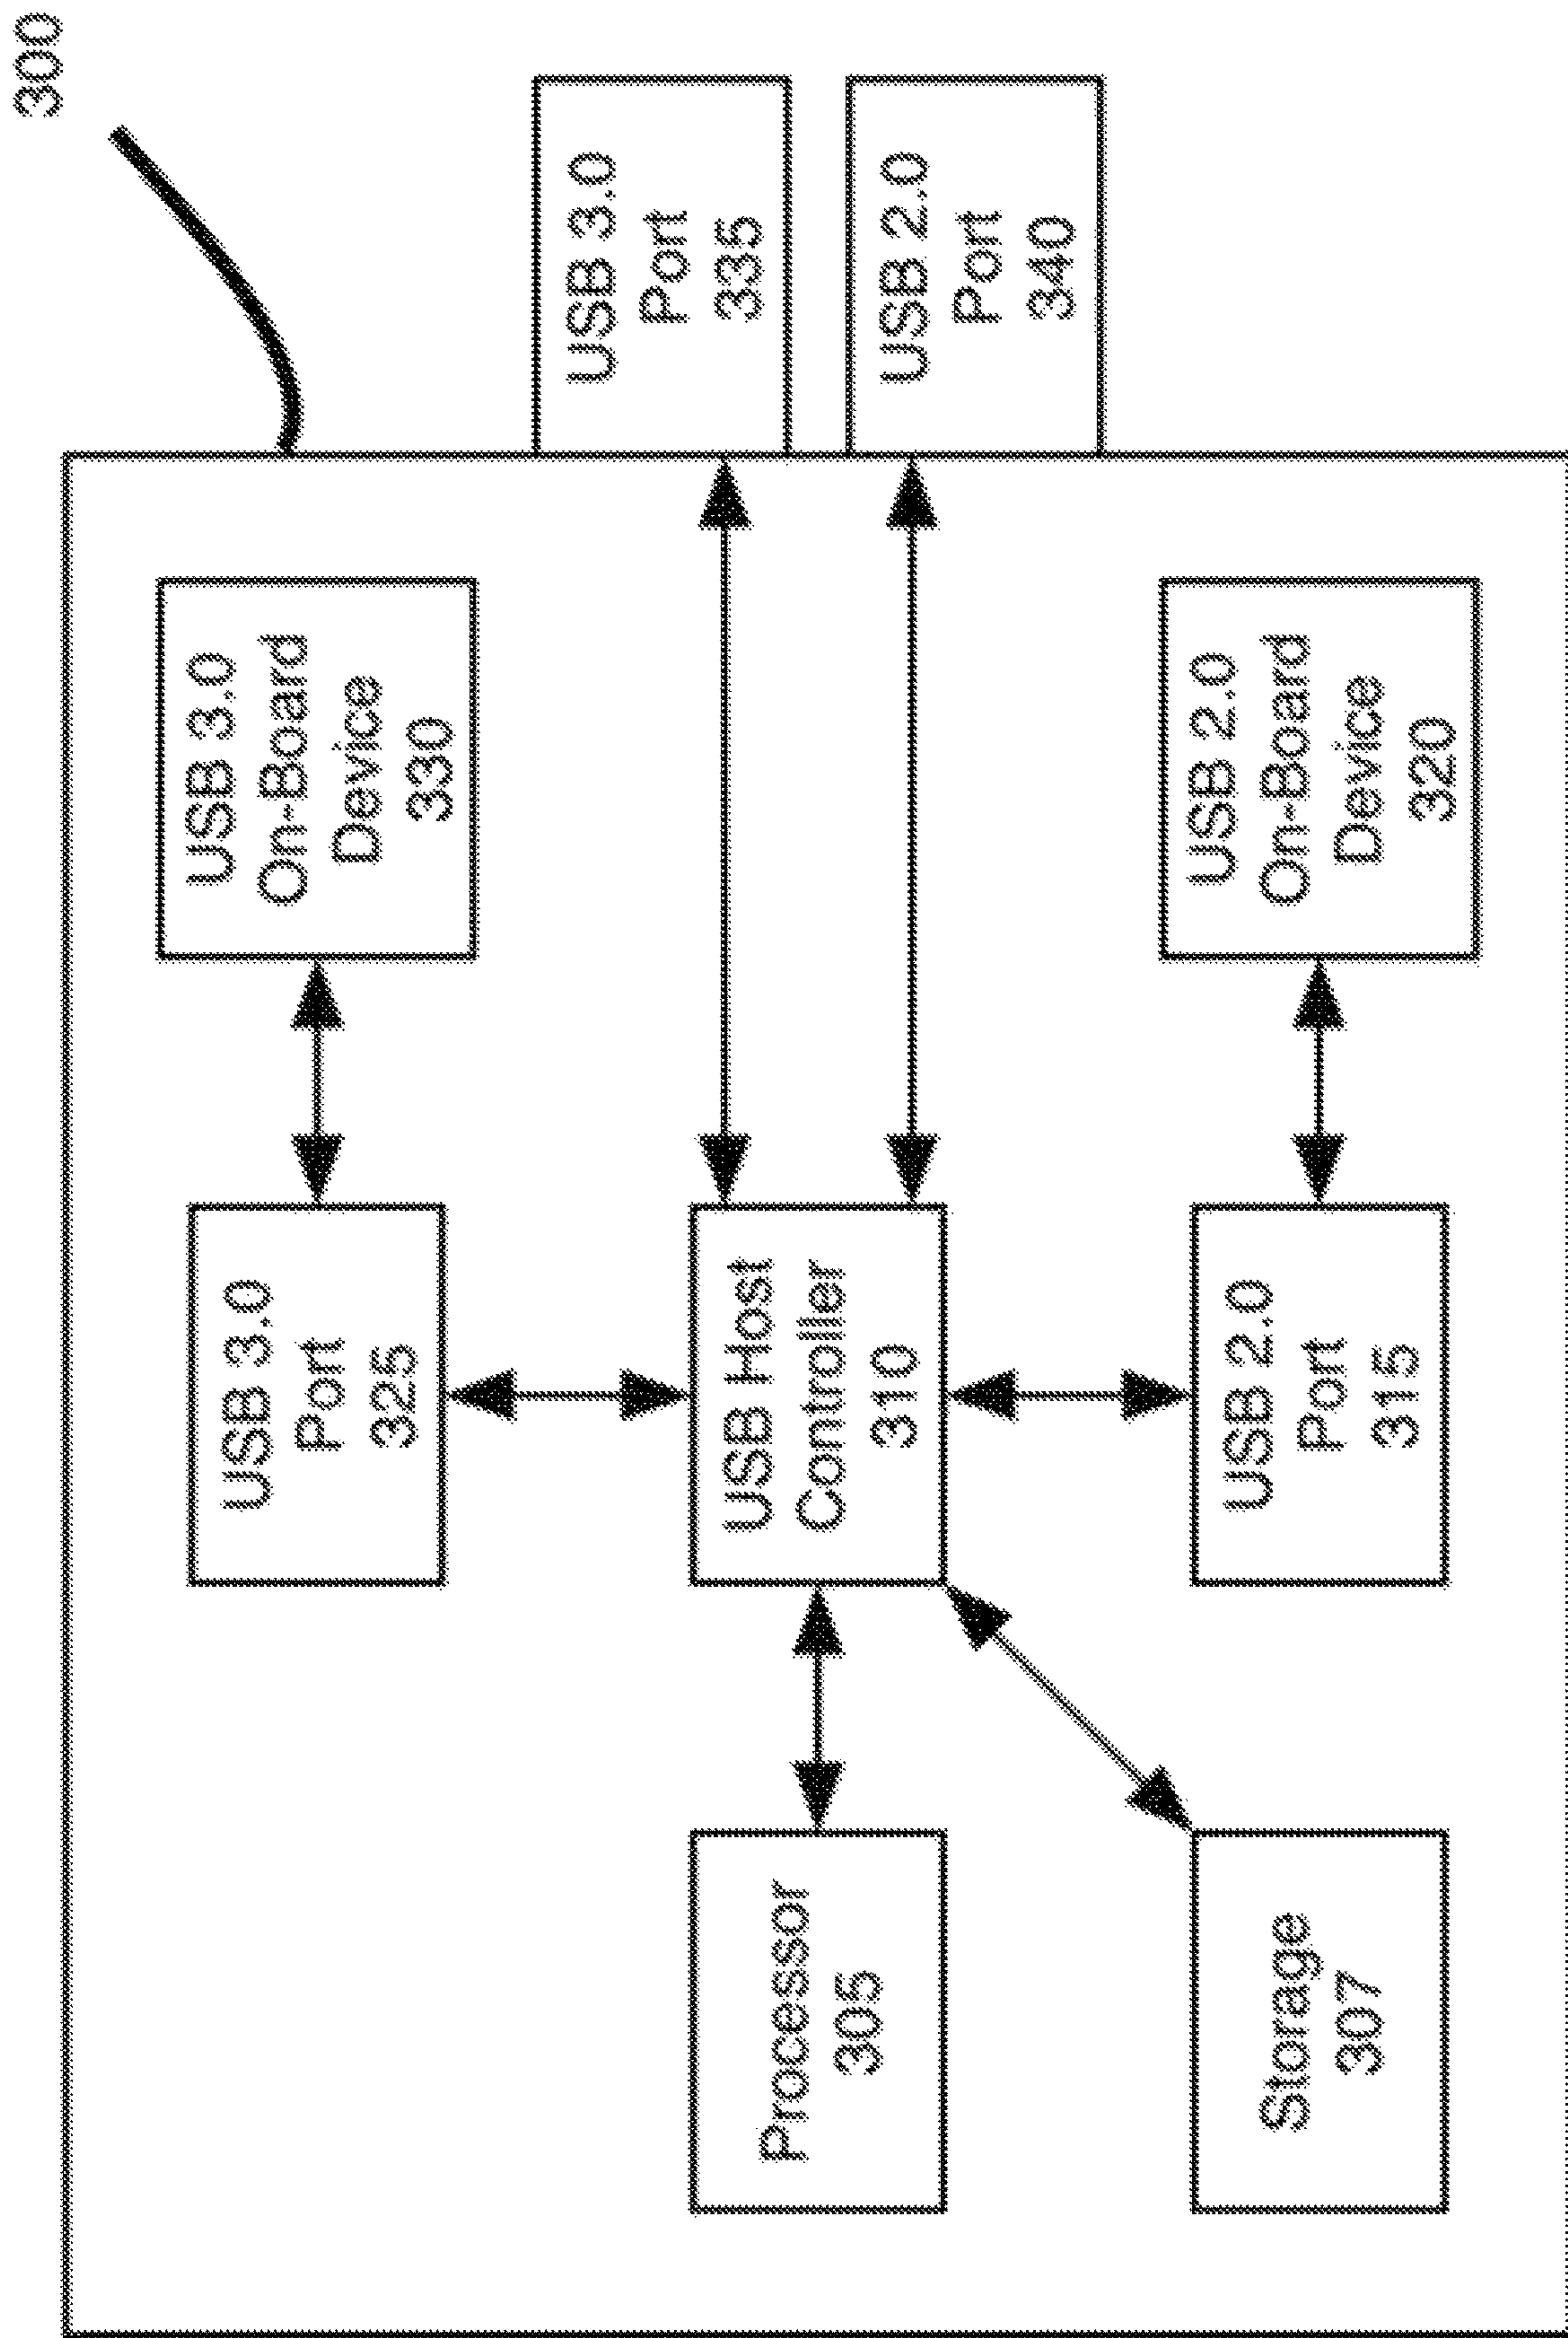 300
USB 3.0
On-Board
Device
330
USB 3.0
Port
325
USB 3.0
Port
335
USB 2.0
Port
340
Processor
305
USB Host
Controller
310
Storage
307
USB 2.0
Port
315
USB 2.0
On-Board
Device
320